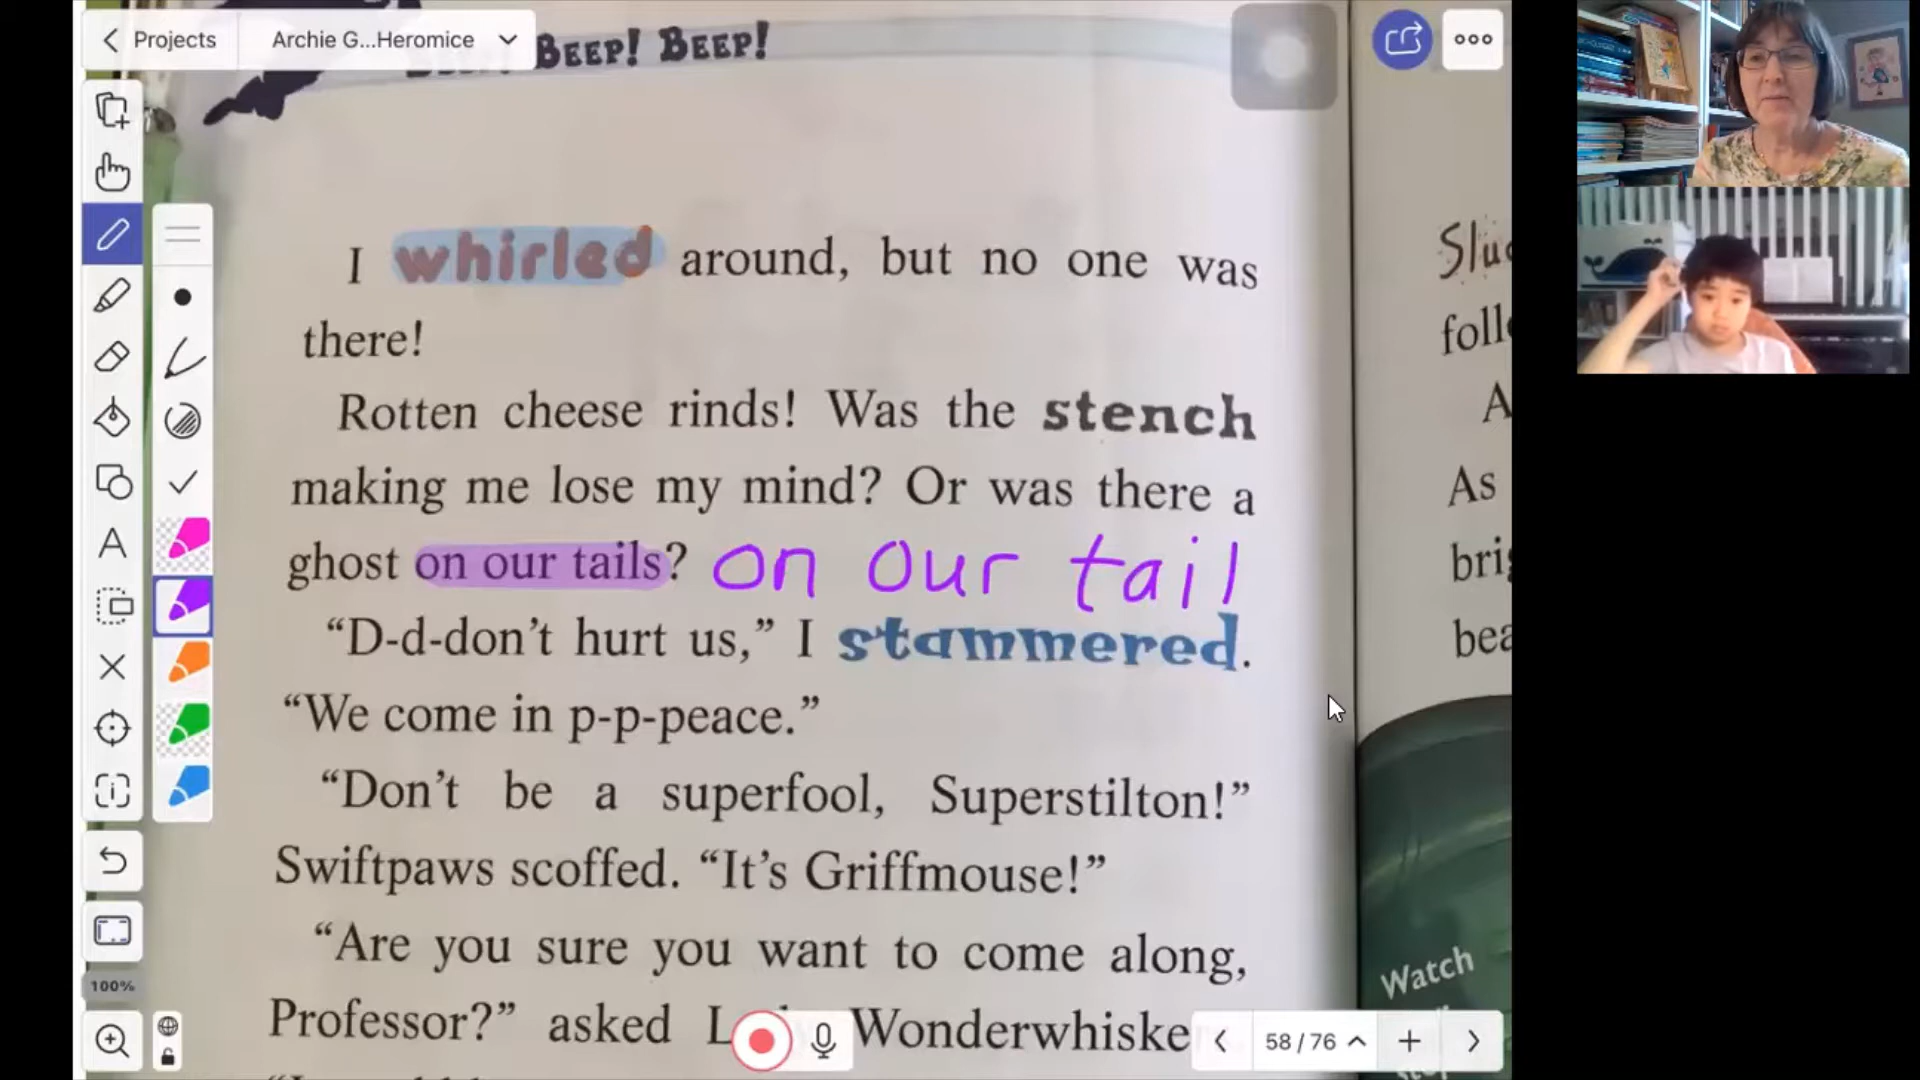 Projects
Archie G...Heromice
BEEP! BEEP!
I whirled around, but no one was
there!
Rotten cheese rinds! Was the stench
making me lose my mind? Or was there a
ghost on our tails? on our tail
“D-d-don’t hurt us,” I stammered.
“We come in p-p-peace.”
“Don’t be a superfool, Superstilton!”
Swiftpaws scoffed. “It’s Griffmouse!”
“Are you sure you want to come along,
Professor?” asked L Wonderwhiske
As
Watch
100%
58 / 76